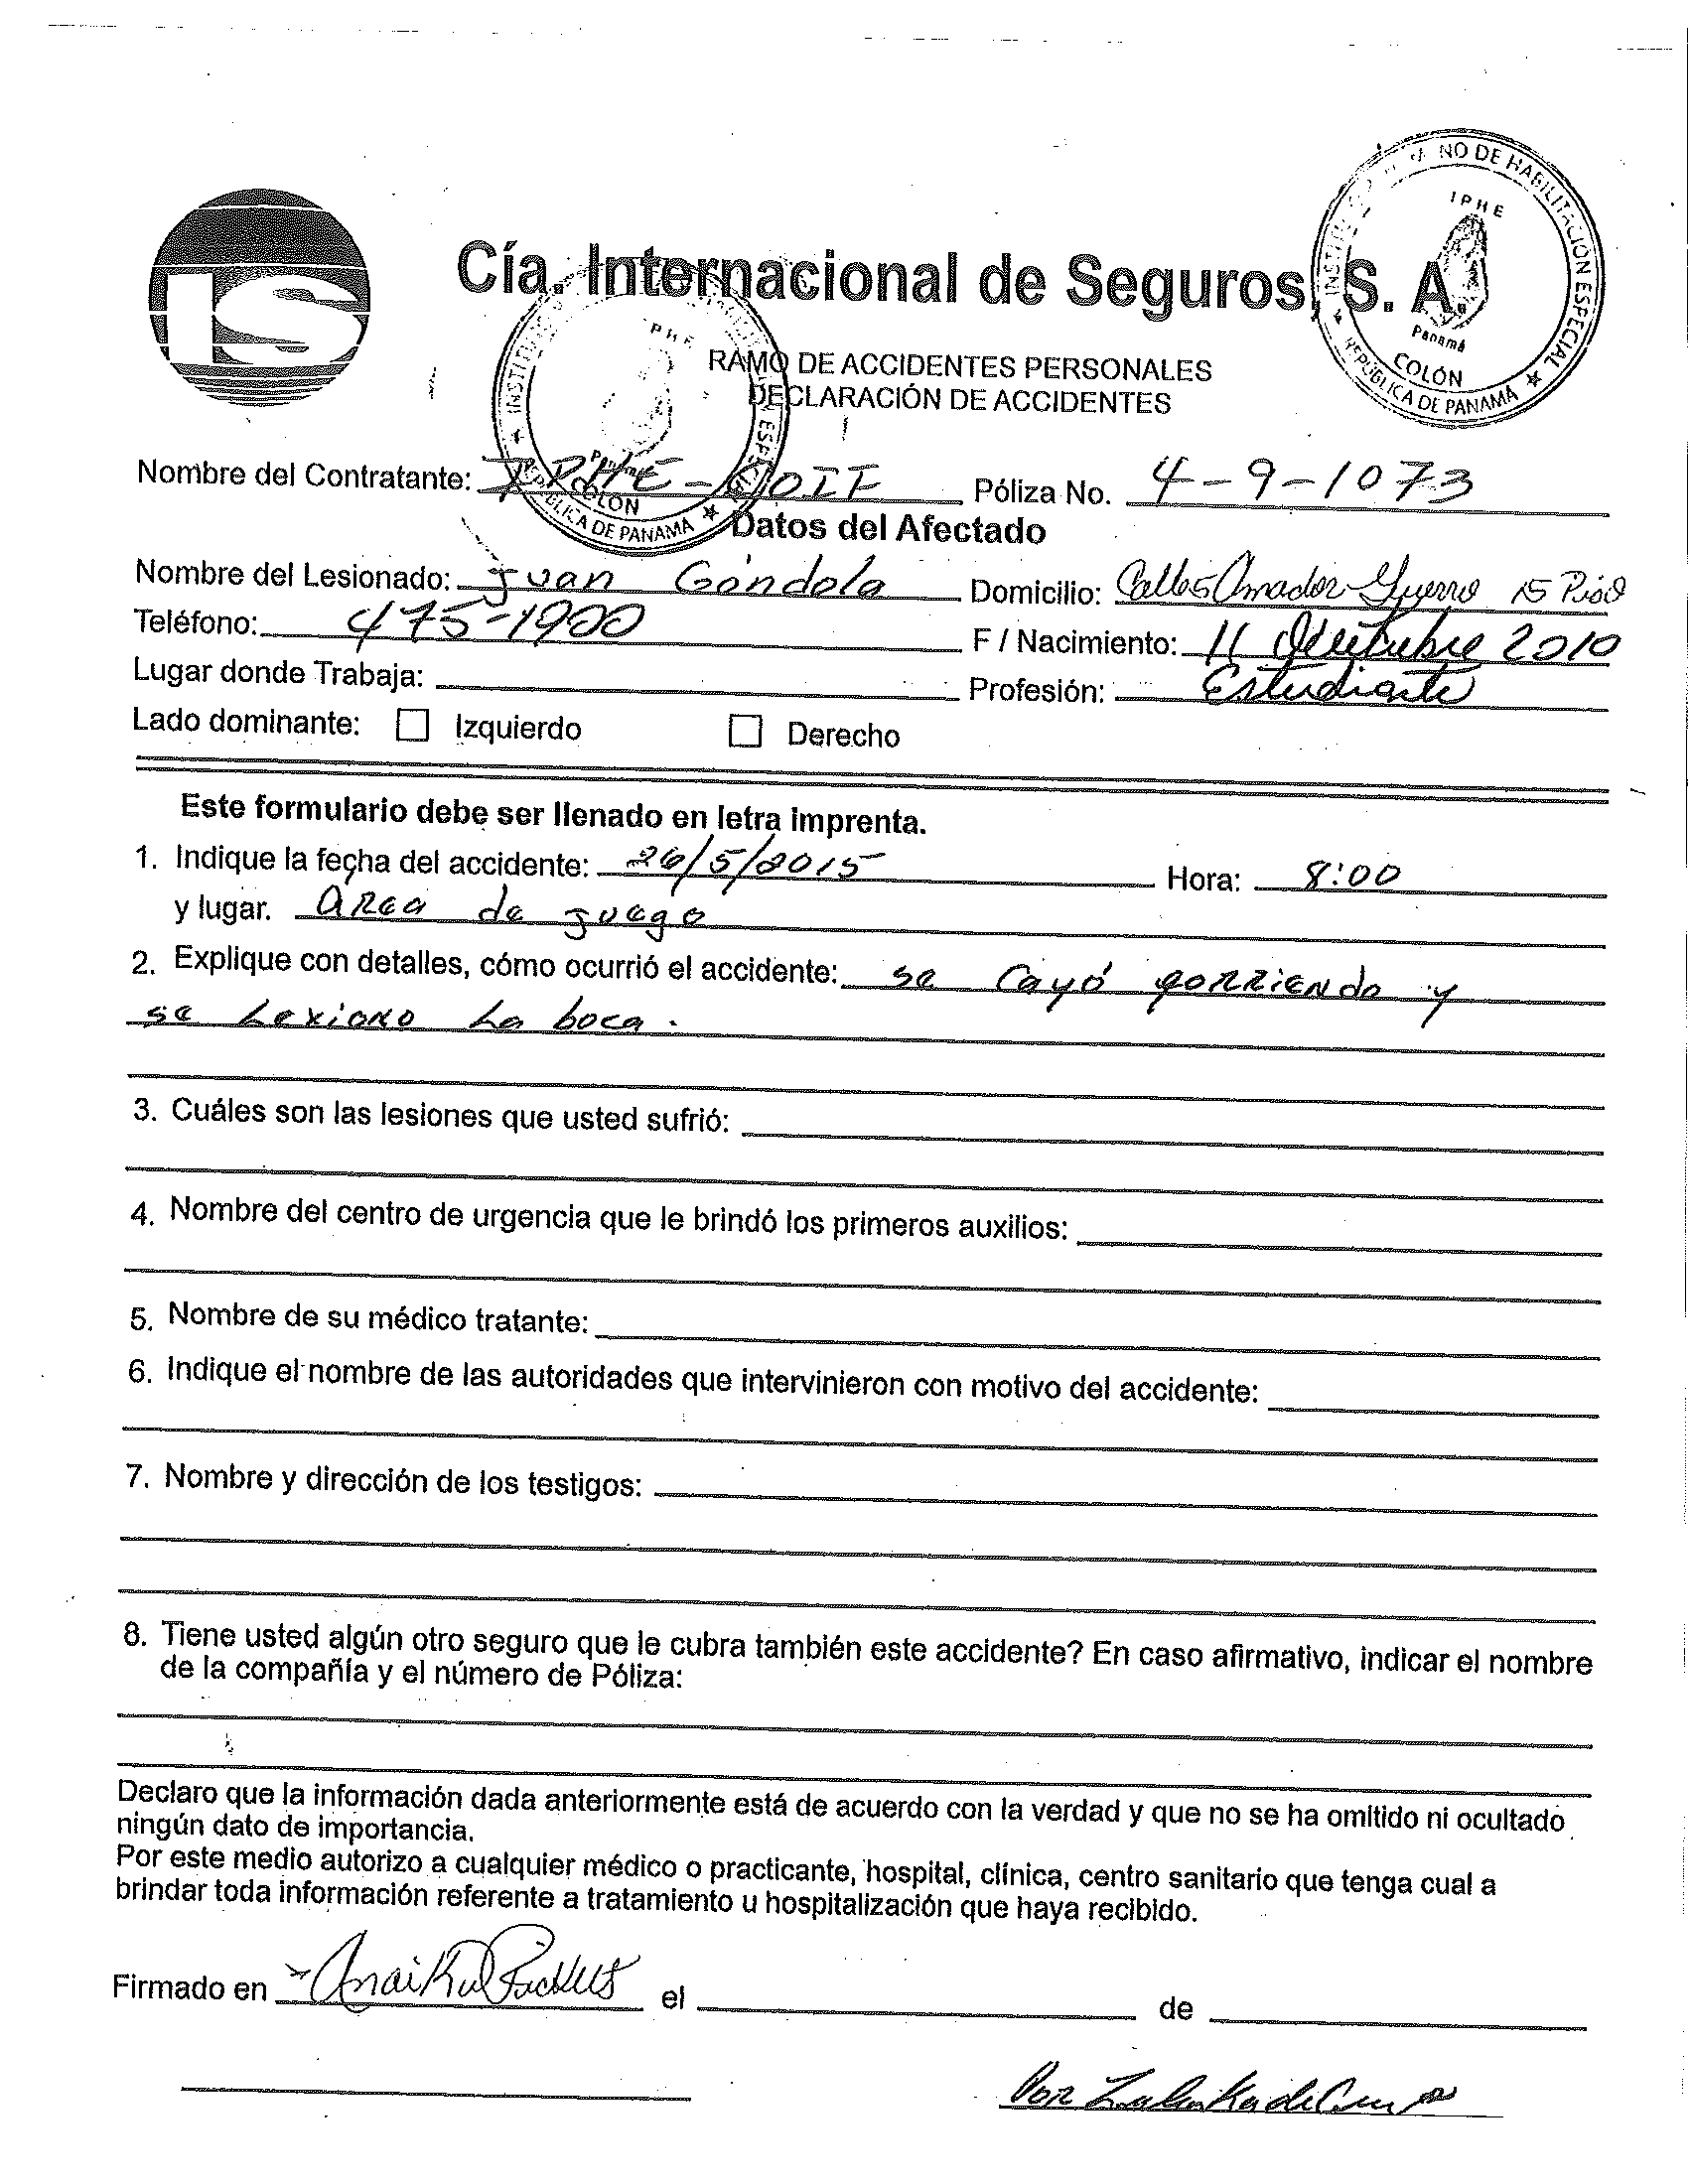 IS
Cía. Internacional de Seguros, S. A.
NO DE HABILITACIÓN ESPECIAL
IPHE
Panamá
COLÓN
REPÚBLICA DE PANAMÁ
RAMO DE ACCIDENTES PERSONALES
DECLARACIÓN DE ACCIDENTES
Nombre del Contratante: IPHE- Póliza No. 4-9-1073
COLON
DE PANAMÁ
Datos del Afectado
Nombre del Lesionado: Juan Góndola Domicilio: Amador Guerro 15
Teléfono: 475-1900 F / Nacimiento: 11 2010
Lugar donde Trabaja: Profesión: Estudiante
Lado dominante: Izquierdo Derecho
Este formulario debe ser llenado en letra imprenta.
1. Indique la fecha del accidente: 26/5/2015 Hora: 8:00
y lugar. Area de juego
2. Explique con detalles, cómo ocurrió el accidente: se cayó corriendo y
se Lexiono La boca.
3. Cuáles son las lesiones que usted sufrió:
4. Nombre del centro de urgencia que le brindó los primeros auxilios:
5. Nombre de su médico tratante:
6. Indique el nombre de las autoridades que intervinieron con motivo del accidente:
7. Nombre y dirección de los testigos:
8. Tiene usted algún otro seguro que le cubra también este accidente? En caso afirmativo, indicar el nombre
de la compañía y el número de Póliza:
Declaro que la información dada anteriormente está de acuerdo con la verdad y que no se ha omitido ni ocultado
ningún dato de importancia.
Por este medio autorizo a cualquier médico o practicante, hospital, clínica, centro sanitario que tenga cual a
brindar toda información referente a tratamiento u hospitalización que haya recibido.
Firmado en el de
Por